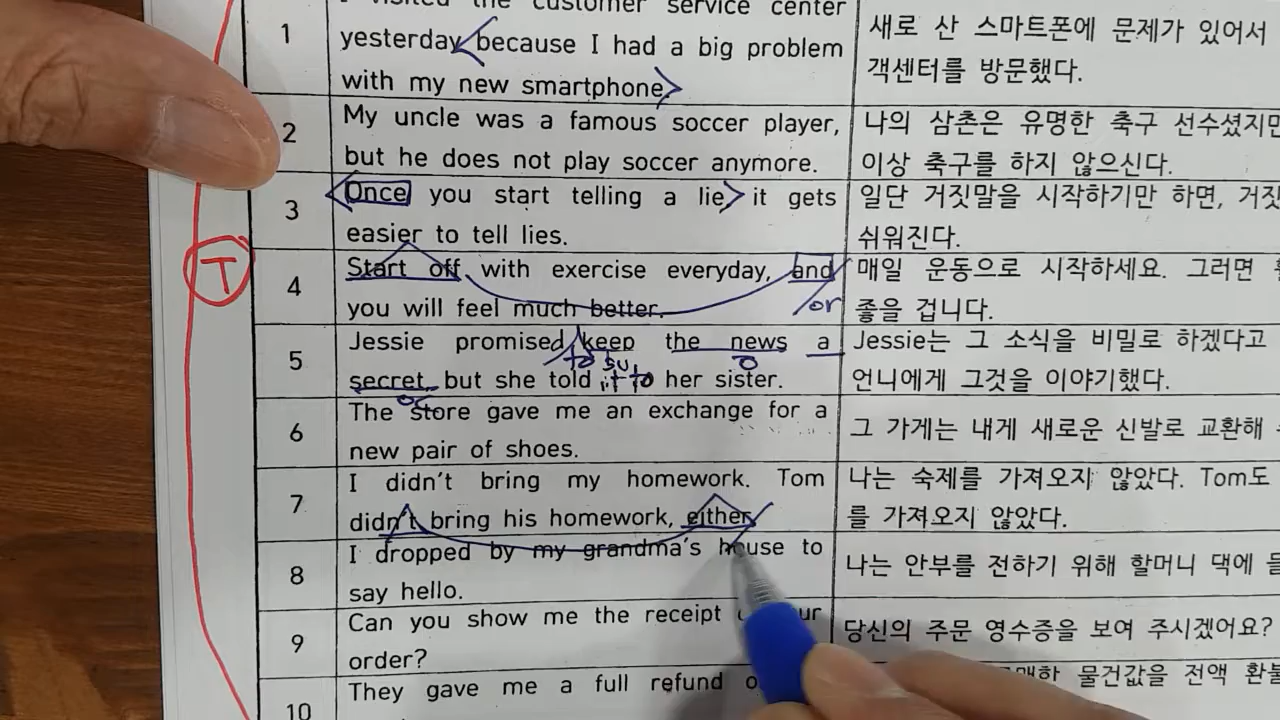 I visited the customer service center
1
yesterday because I had a big problem
with my new smartphone.
새로 산 스마트폰에 문제가 있어서
객센터를 방문했다.
2
My uncle was a famous soccer player,
but he does not play soccer anymore.
나의 삼촌은 유명한 축구 선수셨지만
이상 축구를 하지 않으신다.
3
Once you start telling a lie it gets
easier to tell lies.
일단 거짓말을 시작하기만 하면, 거짓
쉬워진다.
T
4
Start off with exercise everyday, and
you will feel much better.
or
매일 운동으로 시작하세요. 그러면
좋을 겁니다.
5
Jessie promised keep the news a
to
O
secret, but she told it to her sister.
Jessie는 그 소식을 비밀로 하겠다고
언니에게 그것을 이야기했다.
6
The store gave me an exchange for a
new pair of shoes.
그 가게는 내게 새로운 신발로 교환해
7
I didn't bring my homework. Tom
didn't bring his homework, either.
나는 숙제를 가져오지 않았다. Tom도
를 가져오지 않았다.
8
I dropped by my grandma's house to
say hello.
나는 안부를 전하기 위해 할머니 댁에
9
Can you show me the receipt
order?
당신의 주문 영수증을 보여 주시겠어요?
10
They gave me a full refund
물건값을 전액 환불